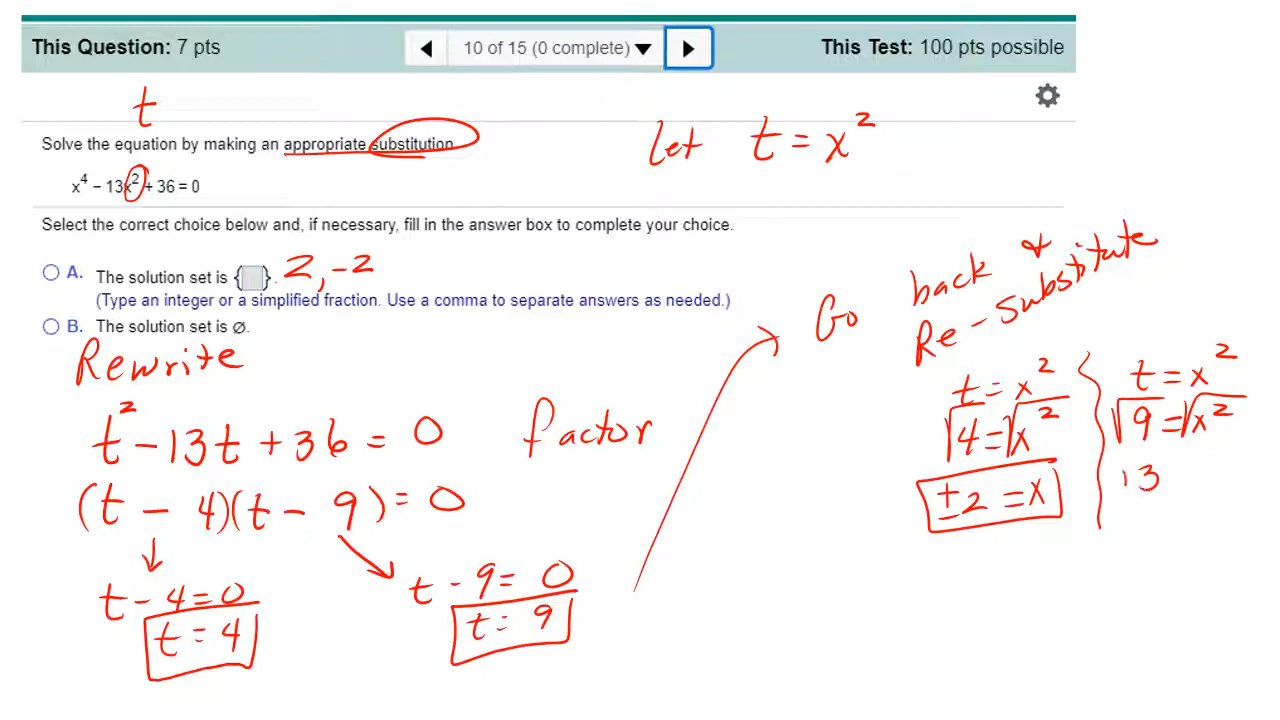 This Question: 7 pts
10 of 15 (0 complete)
This Test: 100 pts possible
t
Solve the equation by making an appropriate substitution.
let t = x²
x⁴ − 13x² + 36 = 0
Select the correct choice below and, if necessary, fill in the answer box to complete your choice.
A. The solution set is { }. 2, -2
(Type an integer or a simplified fraction. Use a comma to separate answers as needed.)
B. The solution set is ∅.
Rewrite
t² − 13t + 36 = 0 factor
(t − 4)(t − 9) = 0
t − 4 = 0
t = 4
t − 9 = 0
t = 9
Go back &
Re-substitute
t = x²
√4 = √x²
±2 = x
t = x²
√9 = √x²
3